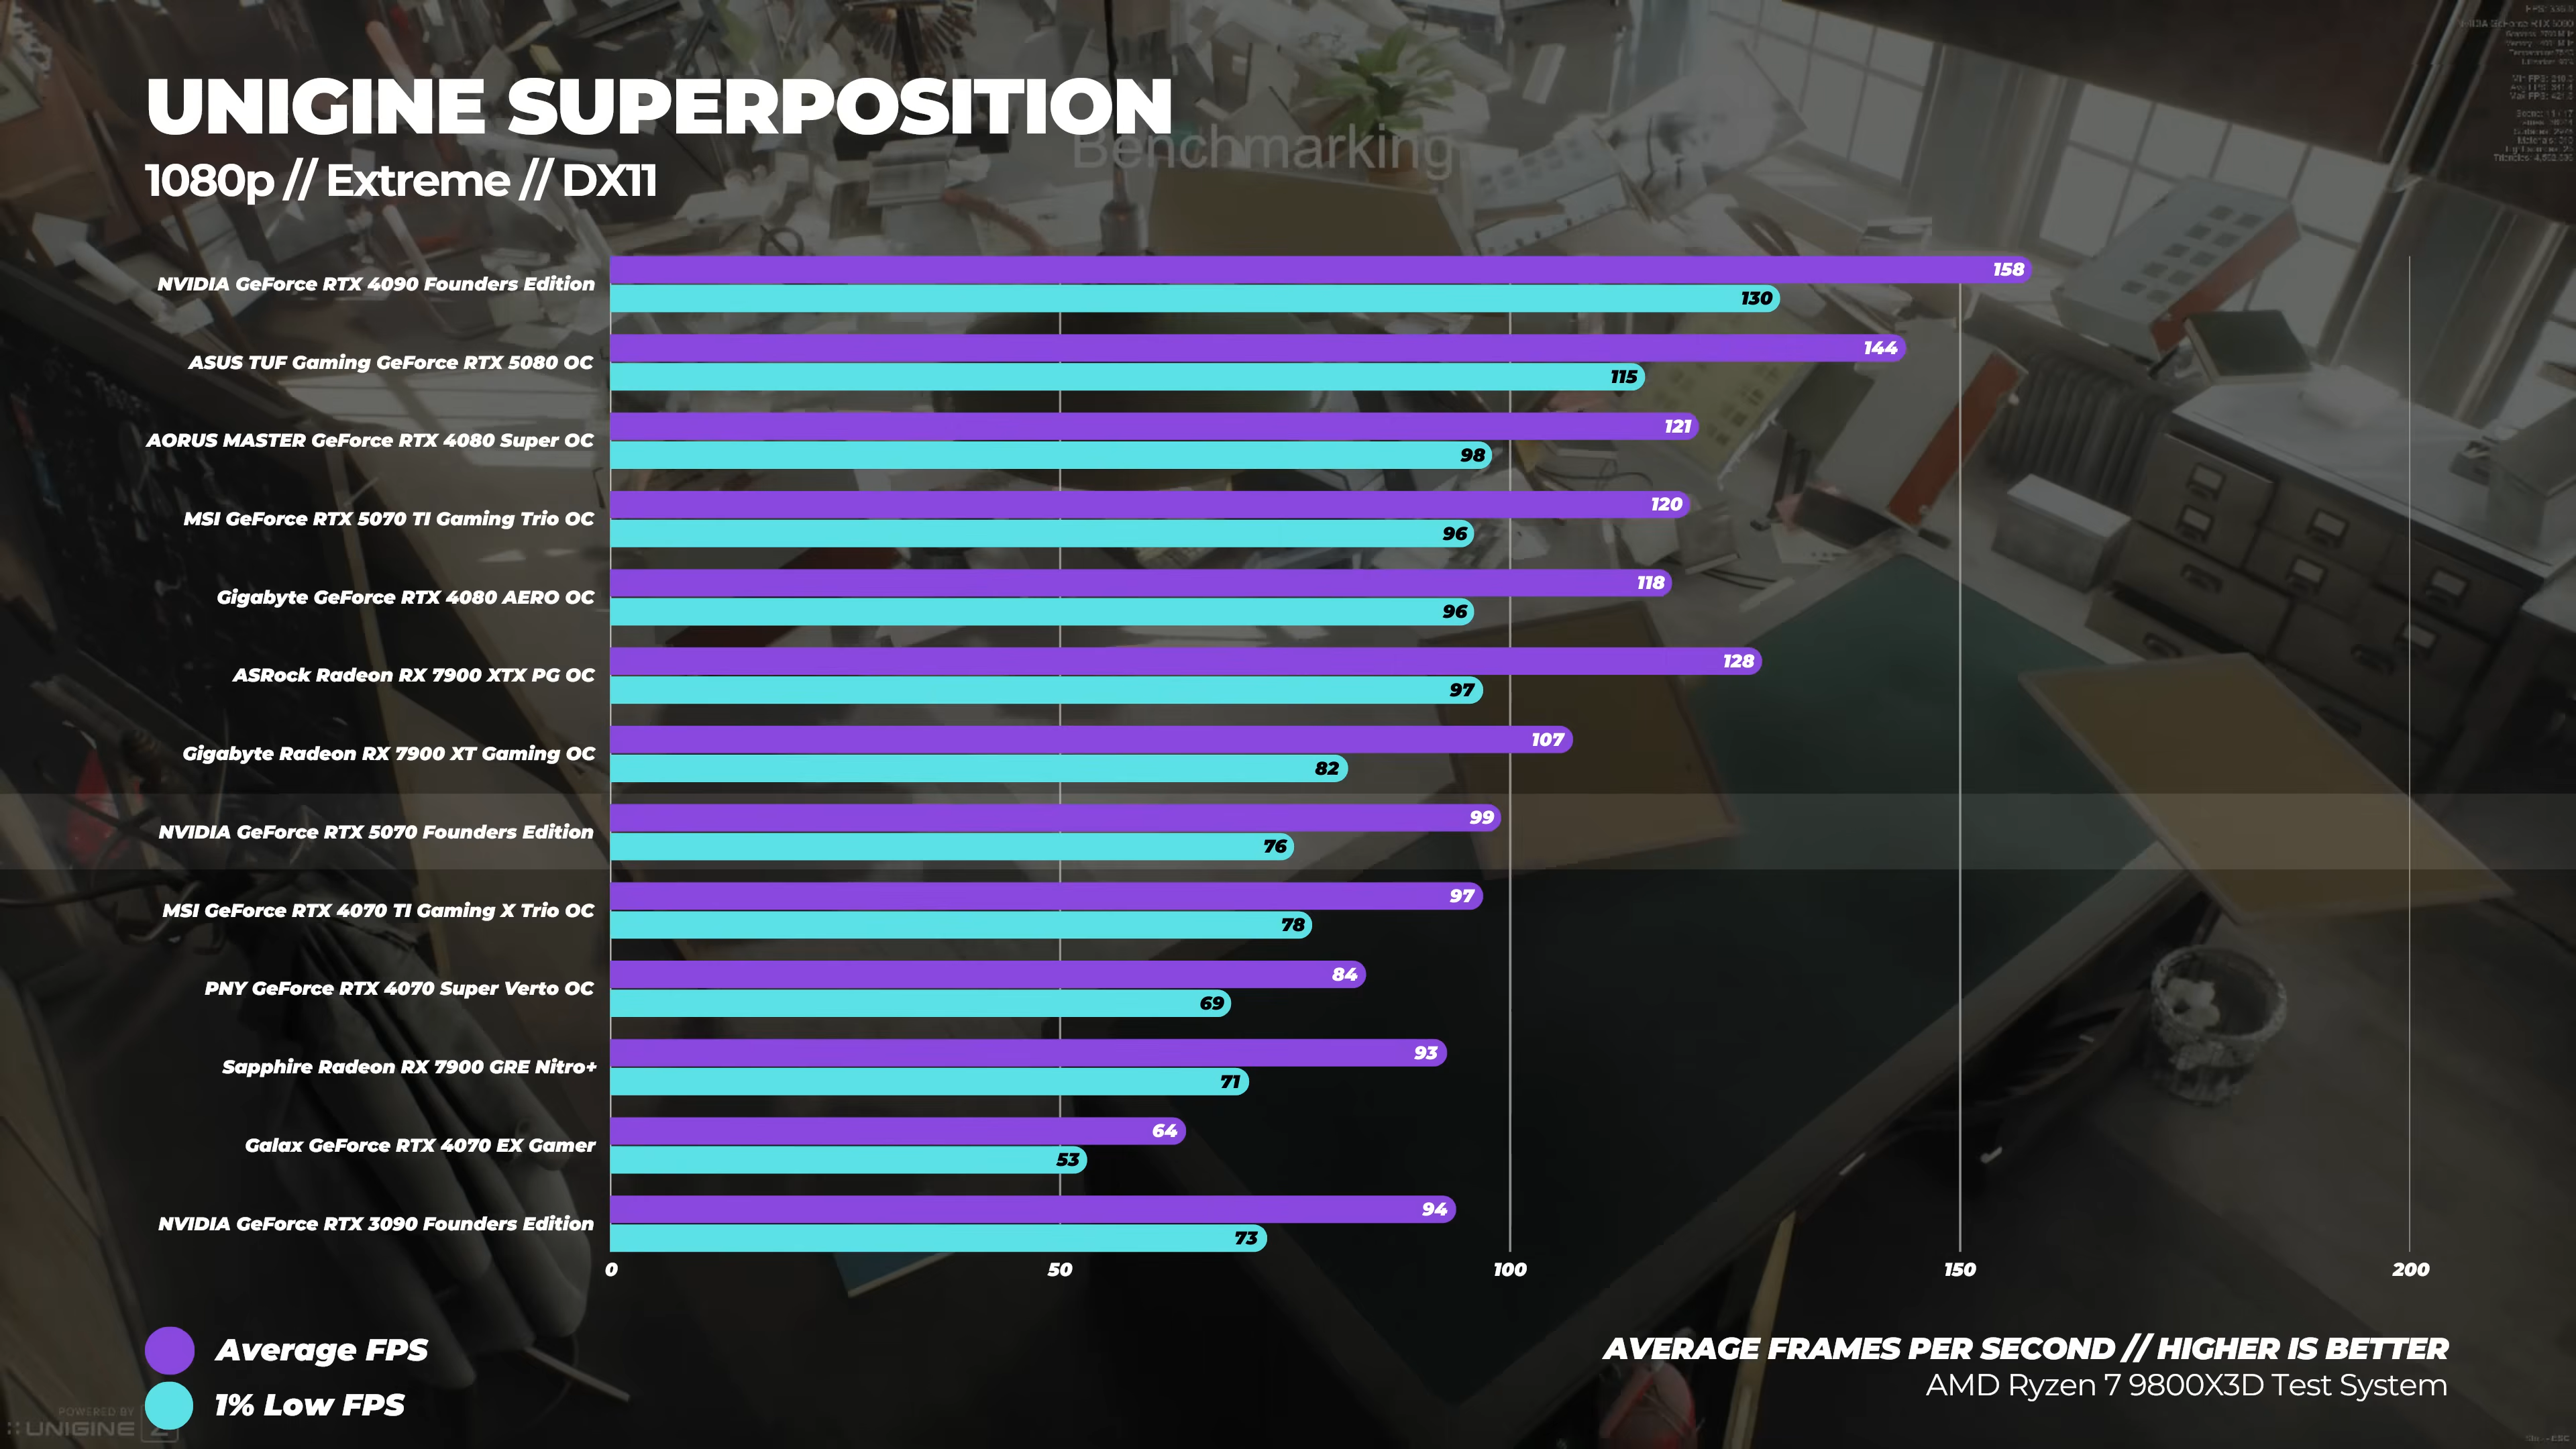 UNIGINE SUPERPOSITION
1080p // Extreme // DX11
Benchmarking
NVIDIA GeForce RTX 4090 Founders Edition
158
130
ASUS TUF Gaming GeForce RTX 5080 OC
144
115
AORUS MASTER GeForce RTX 4080 Super OC
121
98
MSI GeForce RTX 5070 TI Gaming Trio OC
120
96
Gigabyte GeForce RTX 4080 AERO OC
118
96
ASRock Radeon RX 7900 XTX PG OC
128
97
Gigabyte Radeon RX 7900 XT Gaming OC
107
82
NVIDIA GeForce RTX 5070 Founders Edition
99
76
MSI GeForce RTX 4070 TI Gaming X Trio OC
97
78
PNY GeForce RTX 4070 Super Verto OC
84
69
Sapphire Radeon RX 7900 GRE Nitro+
93
71
Galax GeForce RTX 4070 EX Gamer
64
53
NVIDIA GeForce RTX 3090 Founders Edition
94
73
0 50 100 150 200
Average FPS
1% Low FPS
AVERAGE FRAMES PER SECOND // HIGHER IS BETTER
AMD Ryzen 7 9800X3D Test System
POWERED BY
UNIGINE 2